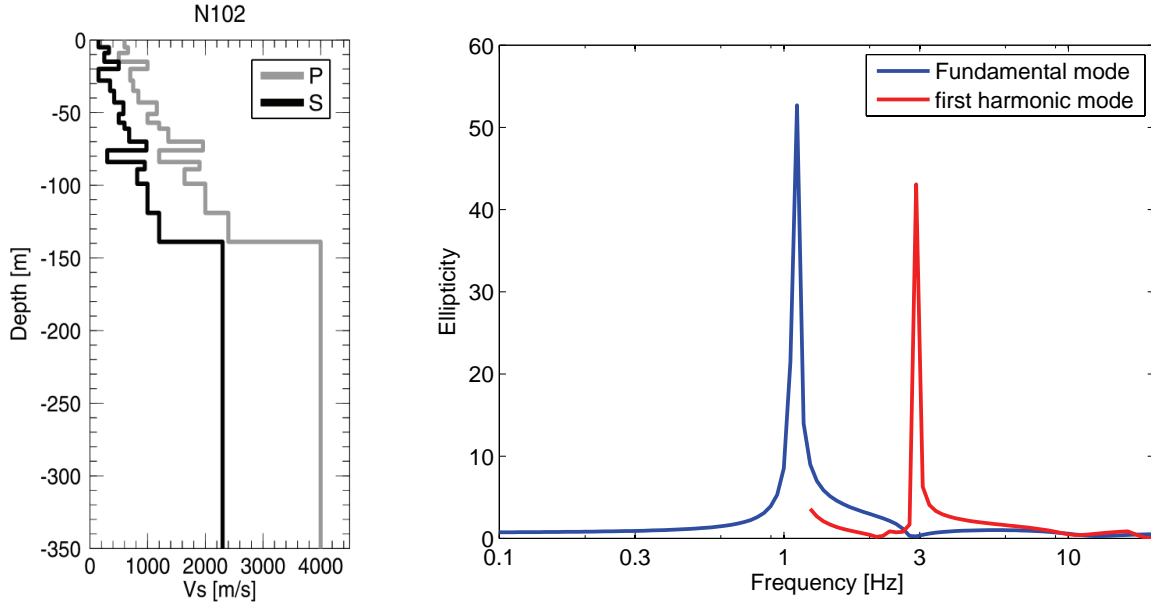 N102
0
-50
-100
-150
-200
-250
-300
-350
Depth [m]
0 1000 2000 3000 4000
Vs [m/s]
P
S
60
50
40
30
20
10
0
Ellipticity
0.1 0.3 1 3 10
Frequency [Hz]
Fundamental mode
first harmonic mode